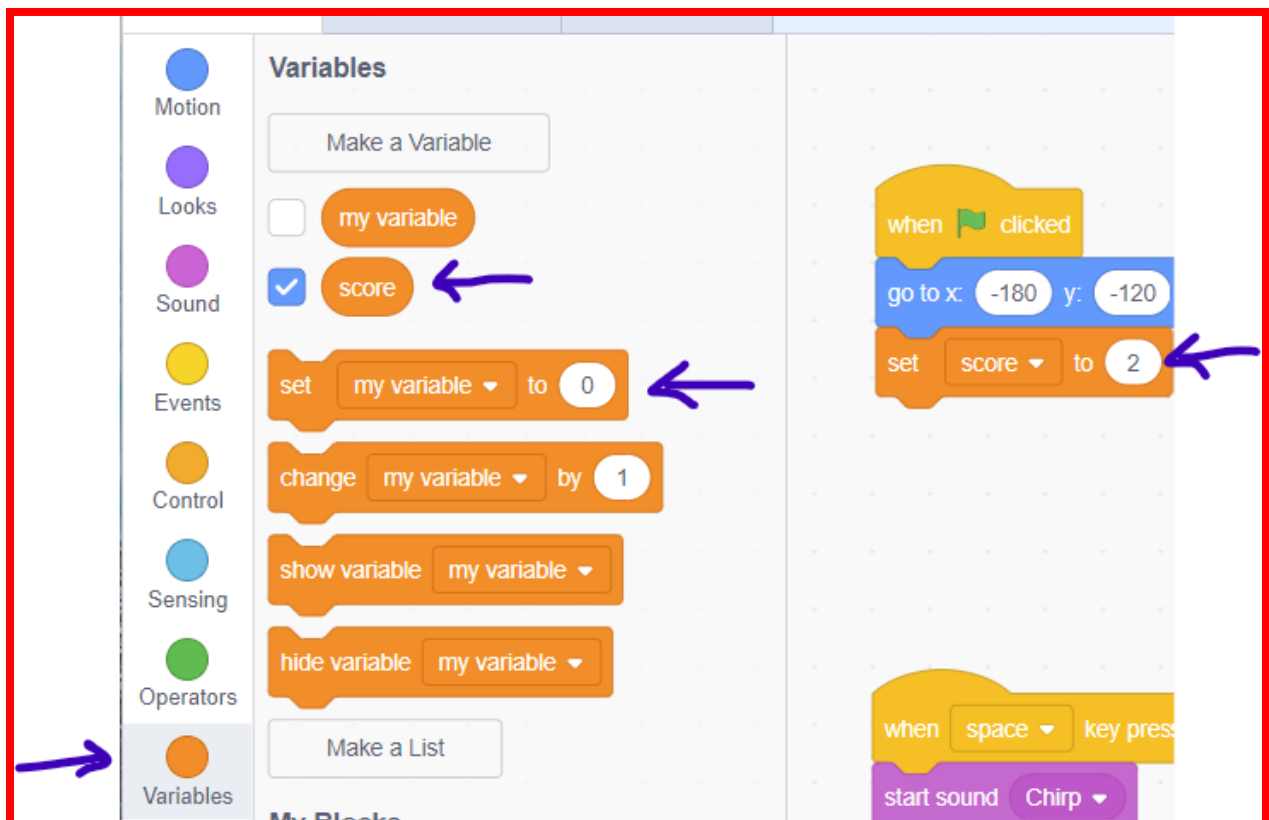 Motion
Looks
Sound
Events
Control
Sensing
Operators
Variables
Variables
Make a Variable
my variable
score
set my variable to 0
change my variable by 1
show variable my variable
hide variable my variable
Make a List
My Blocks
when clicked
go to x: -180 y: -120
set score to 2
when space key press
start sound Chirp